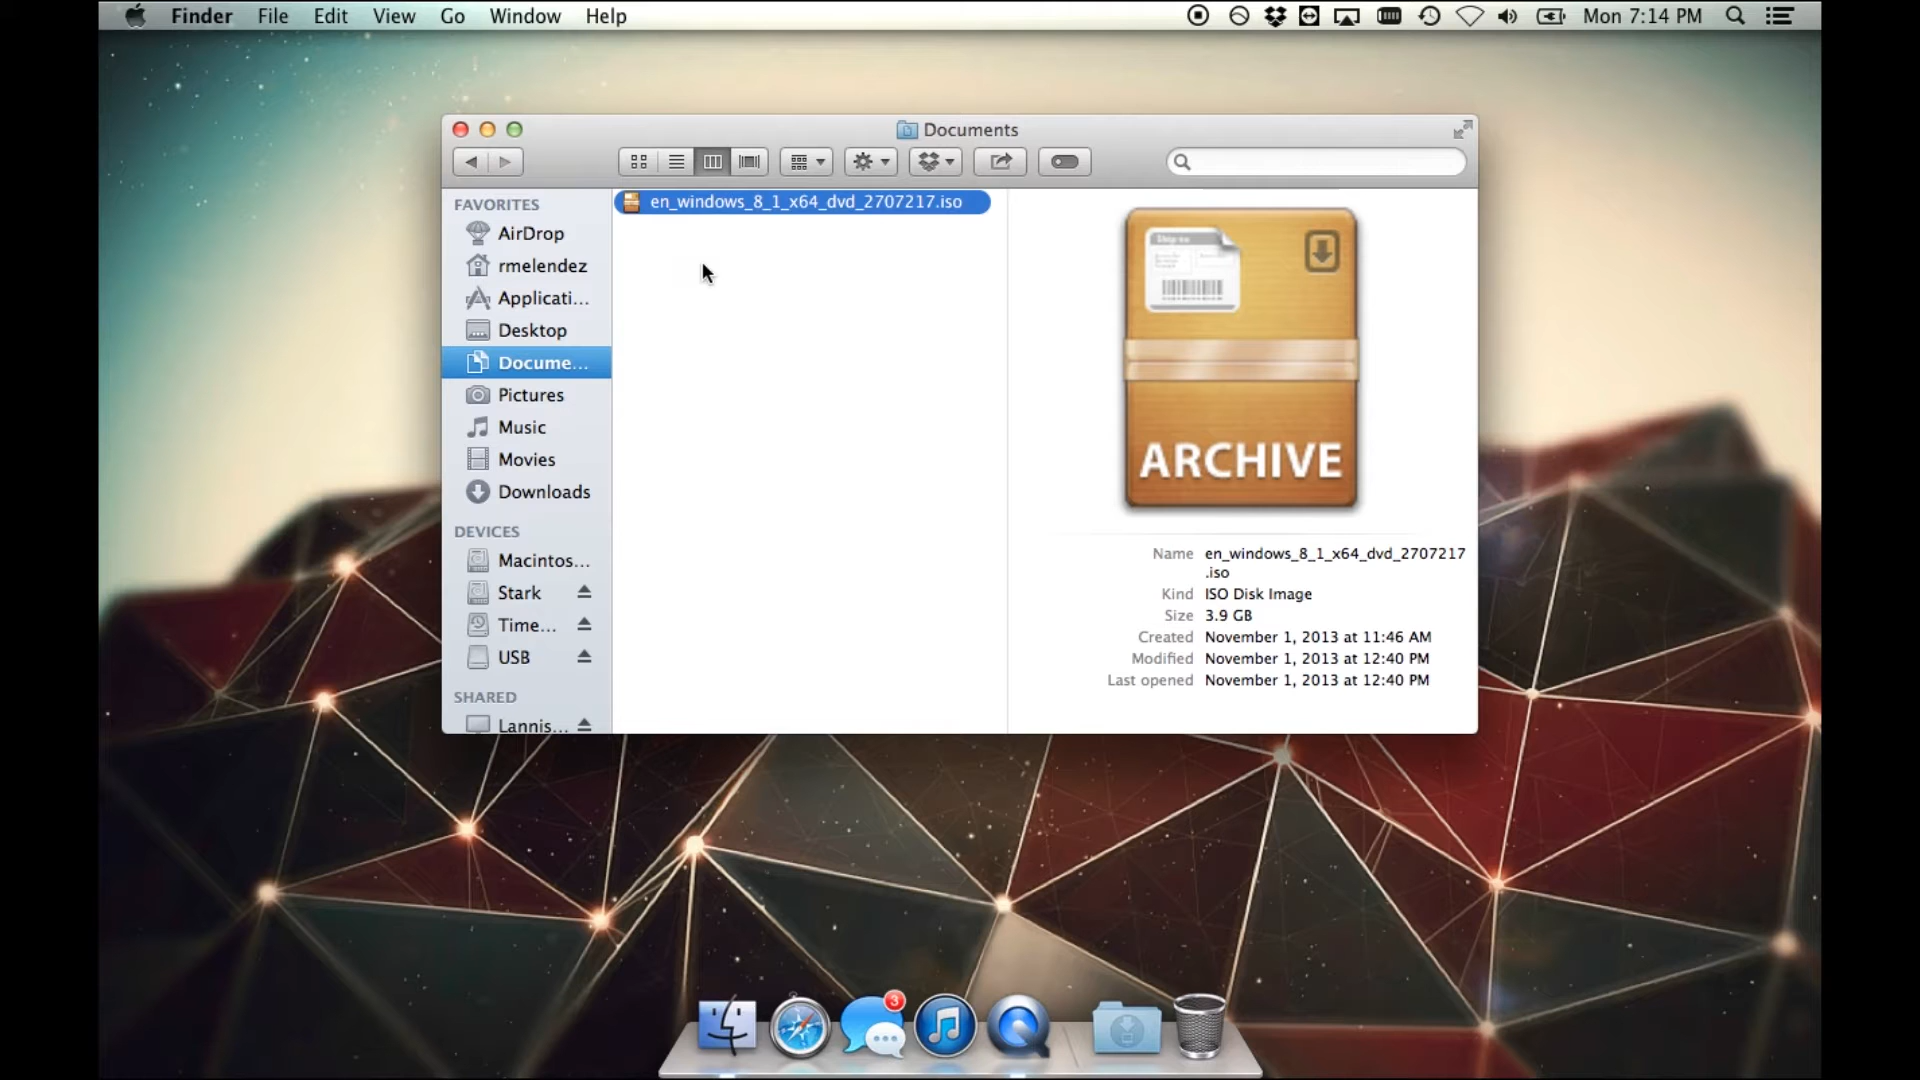 Finder File Edit View Go Window Help Mon 7:14 PM
Documents
FAVORITES
AirDrop
rmelendez
Applicati...
Desktop
Docume...
Pictures
Music
Movies
Downloads
DEVICES
Macintos...
Stark
Time...
USB
SHARED
Lannis...
en_windows_8_1_x64_dvd_2707217.iso
Ship to
ARCHIVE
Name en_windows_8_1_x64_dvd_2707217
.iso
Kind ISO Disk Image
Size 3.9 GB
Created November 1, 2013 at 11:46 AM
Modified November 1, 2013 at 12:40 PM
Last opened November 1, 2013 at 12:40 PM
3